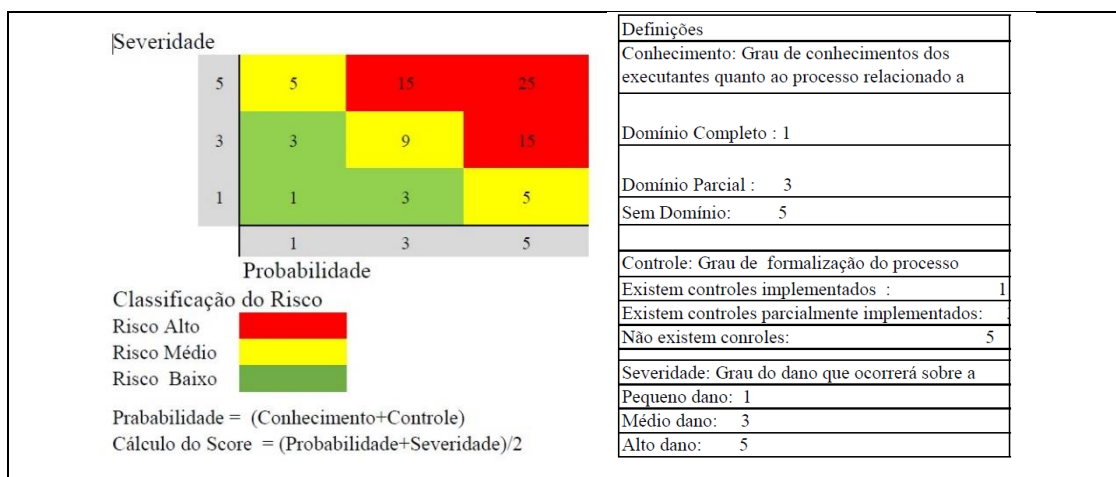 Severidade
5 5 15 25
3 3 9 15
1 1 3 5
1 3 5
Probabilidade
Classificação do Risco
Risco Alto
Risco Médio
Risco Baixo
Prababilidade = (Conhecimento+Controle)
Cálculo do Score = (Probabilidade+Severidade)/2
Definições
Conhecimento: Grau de conhecimentos dos
executantes quanto ao processo relacionado a
Domínio Completo : 1
Domínio Parcial : 3
Sem Domínio: 5
Controle: Grau de formalização do processo
Existem controles implementados : 1
Existem controles parcialmente implementados:
Não existem conroles: 5
Severidade: Grau do dano que ocorrerá sobre a
Pequeno dano: 1
Médio dano: 3
Alto dano: 5